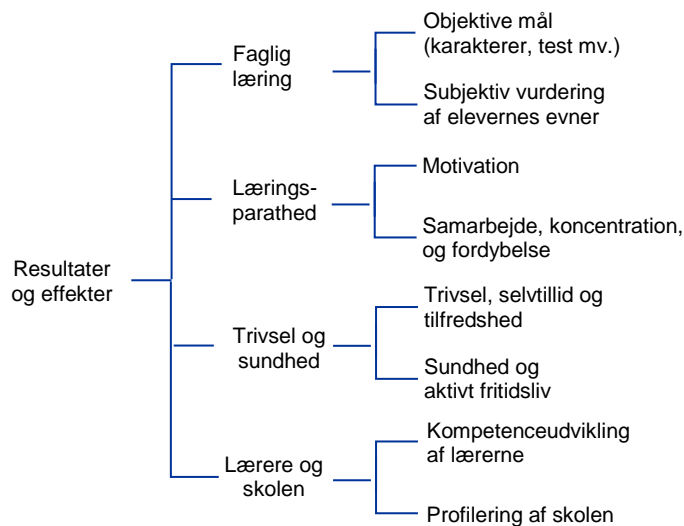 Resultater
og effekter
Faglig
læring
Objektive mål
(karakterer, test mv.)
Subjektiv vurdering
af elevernes evner
Lærings-
parathed
Motivation
Samarbejde, koncentration,
og fordybelse
Trivsel og
sundhed
Trivsel, selvtillid og
tilfredshed
Sundhed og
aktivt fritidsliv
Lærere og
skolen
Kompetenceudvikling
af lærerne
Profilering af skolen